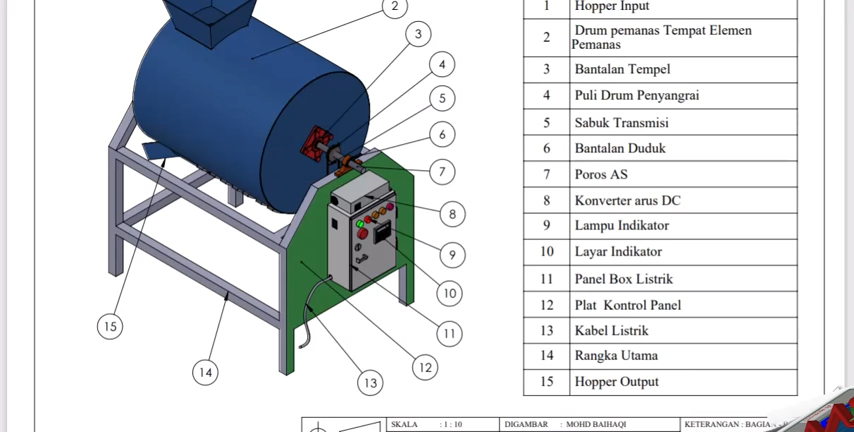 2
3
4
5
6
7
8
9
10
11
12
13
14
15
1 Hopper Input
2 Drum pemanas Tempat Elemen
Pemanas
3 Bantalan Tempel
4 Puli Drum Penyangrai
5 Sabuk Transmisi
6 Bantalan Duduk
7 Poros AS
8 Konverter arus DC
9 Lampu Indikator
10 Layar Indikator
11 Panel Box Listrik
12 Plat Kontrol Panel
13 Kabel Listrik
14 Rangka Utama
15 Hopper Output
SKALA : 1 : 10 DIGAMBAR : MOHD BAIHAQI KETERANGAN :